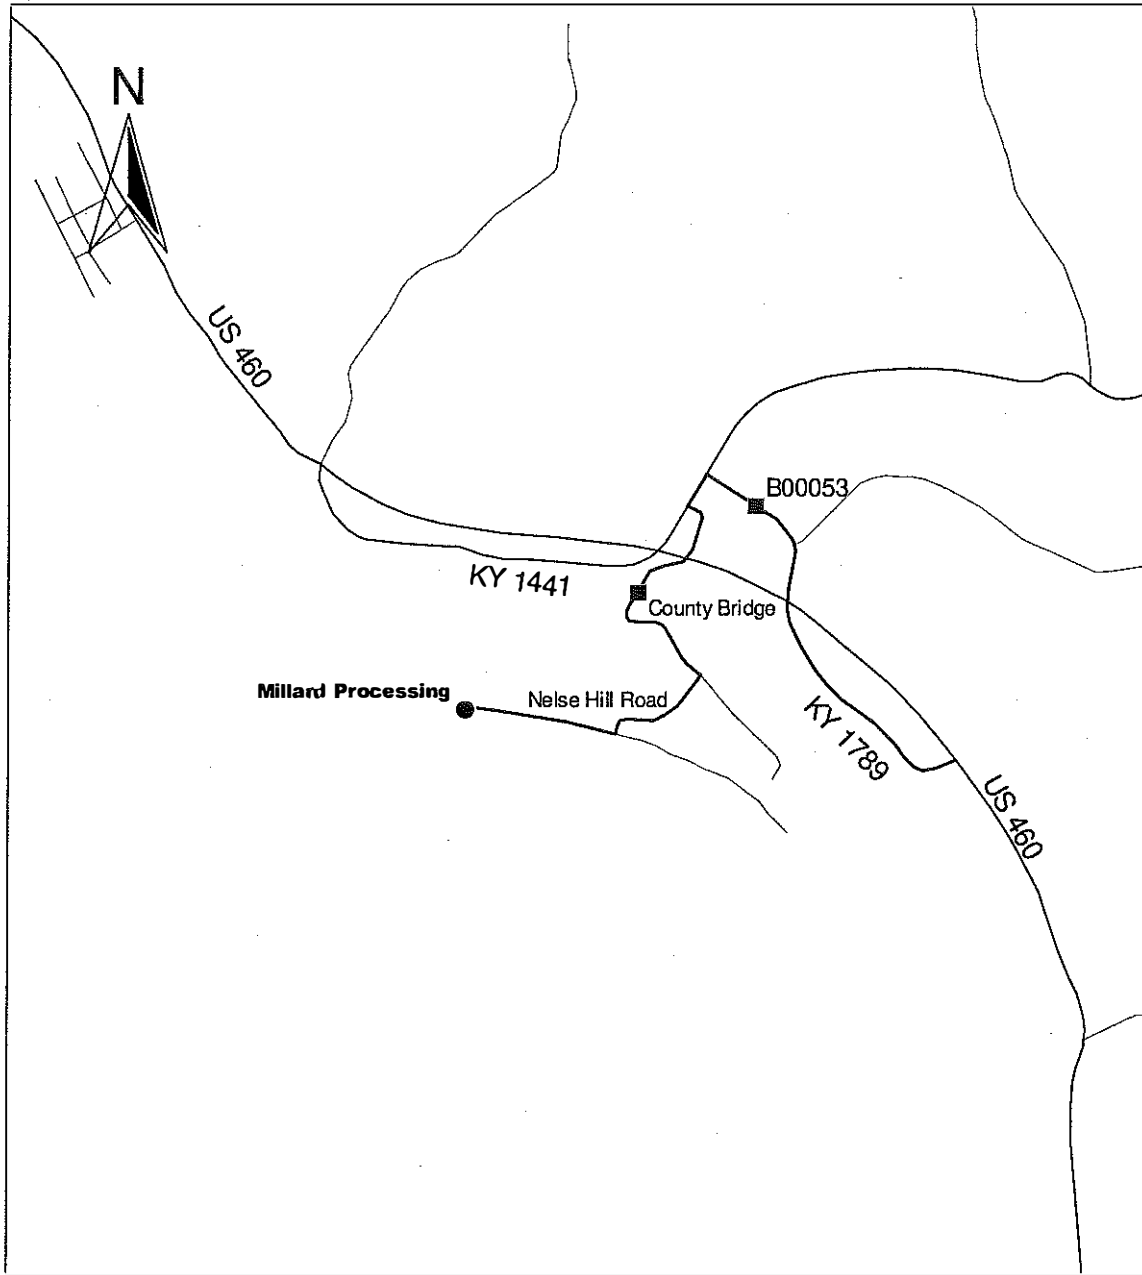 N
US 460
B00053
KY 1441
County Bridge
Millard Processing
Nelse Hill Road
KY 1789
US 460